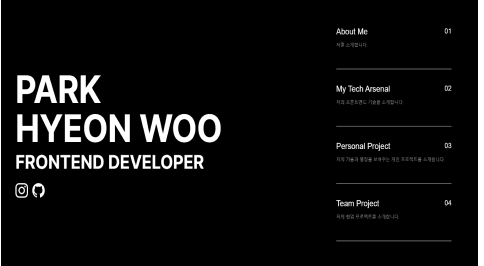 PARK
HYEON WOO
FRONTEND DEVELOPER
About Me 01
저를 소개합니다
My Tech Arsenal 02
저의 프론트엔드 기술을 소개합니다
Personal Project 03
저의 기술과 열정을 보여주는 개인 프로젝트를 소개합니다
Team Project 04
저의 협업 프로젝트를 소개합니다